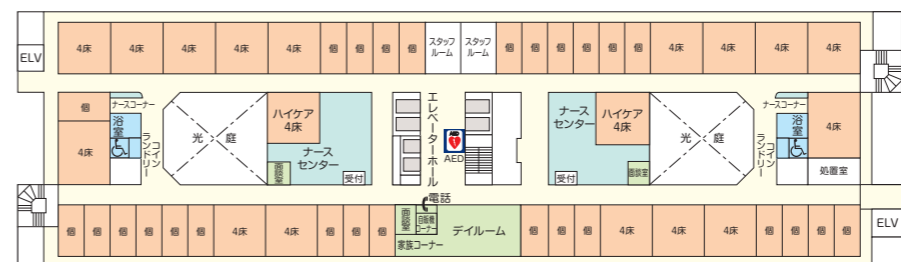 ELV
4床 4床 4床 4床 4床 個 個 個 個 スタッフルーム スタッフルーム 個 個 個 個 個 個 4床 4床 4床 4床
個
4床
ナースコーナー
浴室
コインランドリー
光庭
ハイケア
4床
ナース
センター
面談室
受付
エレベーターホール
AED
AED
ナース
センター
ハイケア
4床
受付
面談室
光庭
ナースコーナー
浴室
コインランドリー
4床
処置室
電話
個 個 個 個 個 個 4床 4床 個 個 個 面談室 自販機コーナー デイルーム 個 個 個 4床 4床 4床 個 個 個 個
家族コーナー
ELV